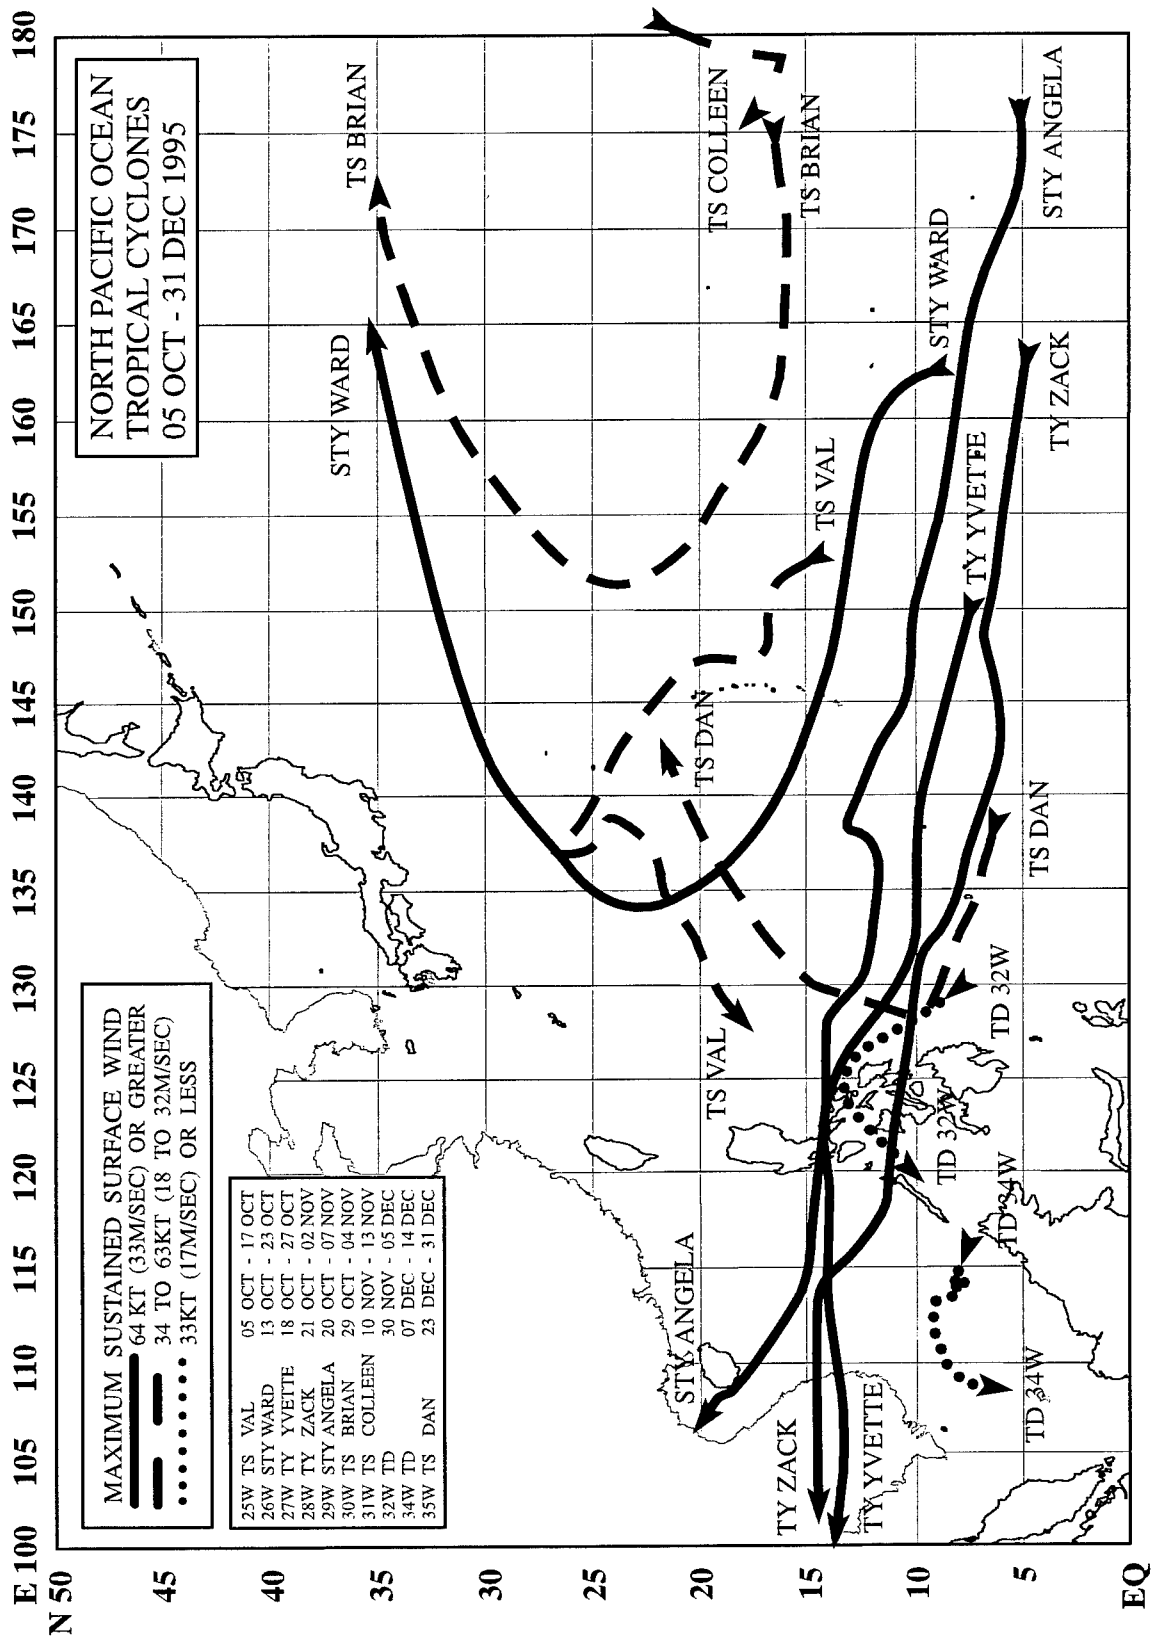 NORTH PACIFIC OCEAN
TROPICAL CYCLONES
05 OCT - 31 DEC 1995
MAXIMUM SUSTAINED SURFACE WIND
64 KT (33M/SEC) OR GREATER
34 TO 63KT (18 TO 32M/SEC)
33KT (17M/SEC) OR LESS
25W TS VAL 05 OCT - 17 OCT
26W STY WARD 13 OCT - 23 OCT
27W TY YVETTE 18 OCT - 27 OCT
28W TY ZACK 21 OCT - 02 NOV
29W STY ANGELA 20 OCT - 07 NOV
30W TS BRIAN 29 OCT - 04 NOV
31W TS COLLEEN 10 NOV - 13 NOV
32W TD 30 NOV - 05 DEC
34W TD 07 DEC - 14 DEC
35W TS DAN 23 DEC - 31 DEC
E 100 105 110 115 120 125 130 135 140 145 150 155 160 165 170 175 180
N 50
45
40
35
30
25
20
15
10
5
EQ
STY WARD
TS BRIAN
TS COLLEEN
TS BRIAN
TS VAL
TS DAN
TS VAL
STY WARD
STY ANGELA
TY ZACK
TY YVETTE
TY YVETTE
STY ANGELA
TY ZACK
TS DAN
TD 32W
TD 32W
TD 34W
TD 34W